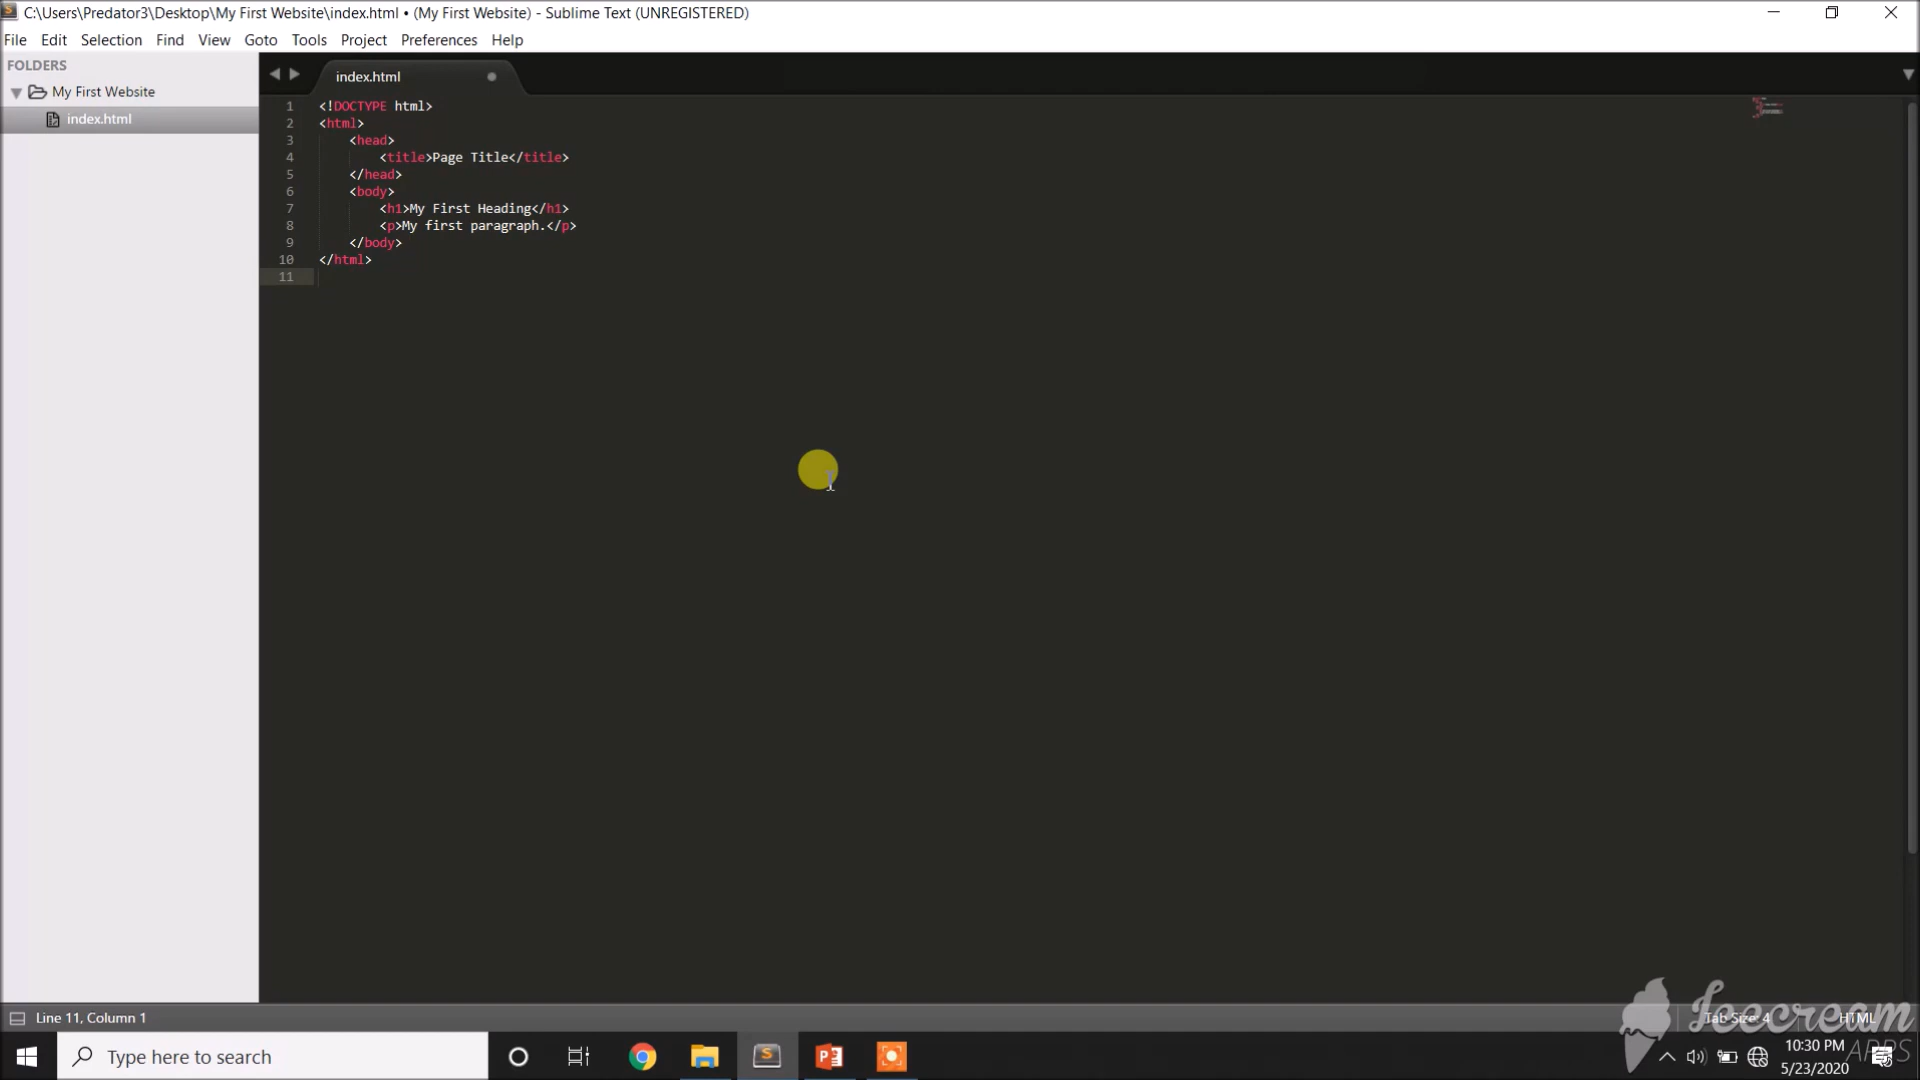 C:\Users\Predator3\Desktop\My First Website\index.html • (My First Website) - Sublime Text (UNREGISTERED)
File Edit Selection Find View Goto Tools Project Preferences Help
FOLDERS
My First Website
index.html
index.html
1 <!DOCTYPE html>
2 <html>
3 <head>
4 <title>Page Title</title>
5 </head>
6 <body>
7 <h1>My First Heading</h1>
8 <p>My first paragraph.</p>
9 </body>
10 </html>
11
Line 11, Column 1
Tab Size: 4
HTML
Icecream
APPS
Type here to search
10:30 PM
5/23/2020